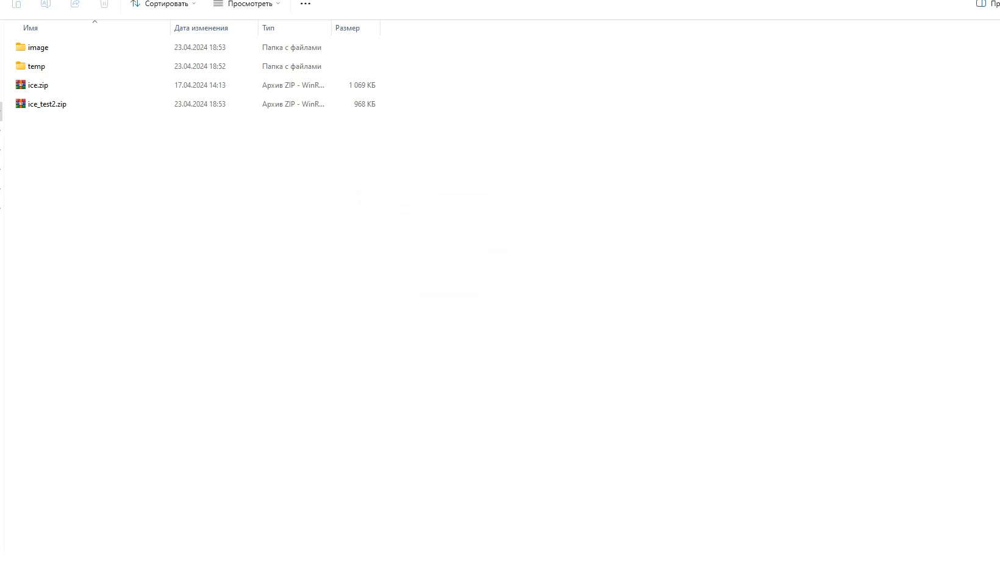 Сортировать Просмотреть ... Пр
Имя Дата изменения Тип Размер
image 23.04.2024 18:53 Папка с файлами
temp 23.04.2024 18:52 Папка с файлами
ice.zip 17.04.2024 14:13 Архив ZIP - WinR... 1 069 КБ
ice_test2.zip 23.04.2024 18:53 Архив ZIP - WinR... 968 КБ